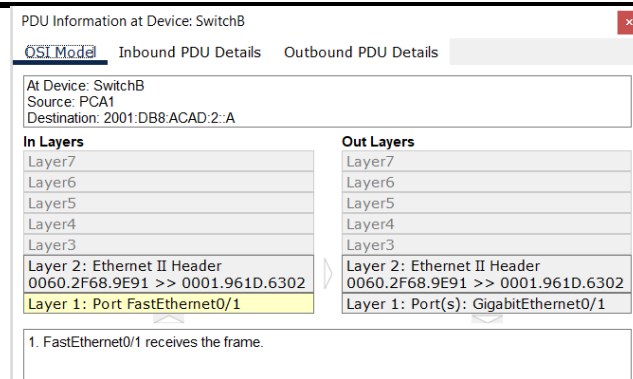 PDU Information at Device: SwitchB
x
OSI Model Inbound PDU Details Outbound PDU Details
At Device: SwitchB
Source: PCA1
Destination: 2001:DB8:ACAD:2::A
In Layers
Out Layers
Layer7
Layer7
Layer6
Layer6
Layer5
Layer5
Layer4
Layer4
Layer3
Layer3
Layer 2: Ethernet II Header
0060.2F68.9E91 >> 0001.961D.6302
Layer 2: Ethernet II Header
0060.2F68.9E91 >> 0001.961D.6302
Layer 1: Port FastEthernet0/1
Layer 1: Port(s): GigabitEthernet0/1
1. FastEthernet0/1 receives the frame.